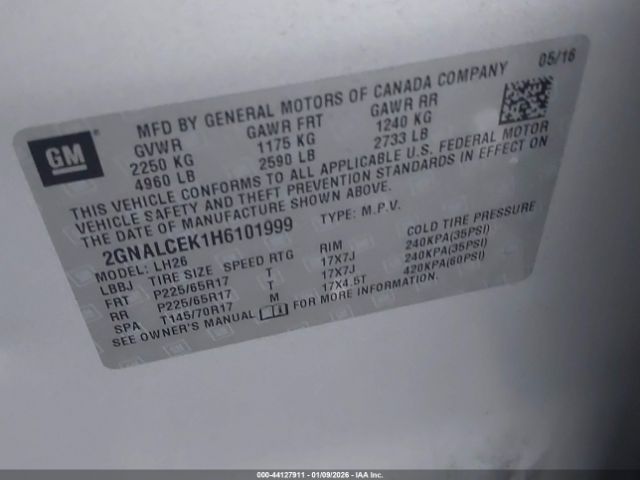 GM
MFD BY GENERAL MOTORS OF CANADA COMPANY 05/16
GVWR GAWR FRT GAWR RR
2250 KG 1175 KG 1240 KG
4960 LB 2590 LB 2733 LB
THIS VEHICLE CONFORMS TO ALL APPLICABLE U.S. FEDERAL MOTOR
VEHICLE SAFETY AND THEFT PREVENTION STANDARDS IN EFFECT ON
THE DATE OF MANUFACTURE SHOWN ABOVE.
2GNALCEK1H6101999 TYPE: M.P.V.
MODEL: LH26
LBBJ TIRE SIZE SPEED RTG RIM COLD TIRE PRESSURE
FRT P225/65R17 T 17X7J 240KPA(35PSI)
RR P225/65R17 T 17X7J 240KPA(35PSI)
SPA T145/70R17 M 17X4.5T 420KPA(60PSI)
SEE OWNER'S MANUAL FOR MORE INFORMATION.
000-44127911 - 01/09/2026 - IAA Inc.